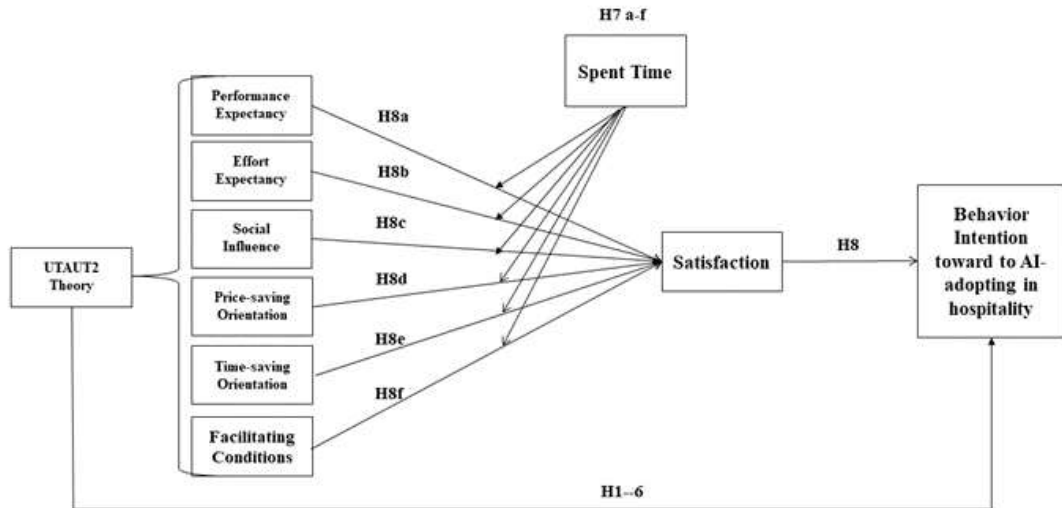 H7 a-f
Spent Time
Performance
Expectancy
H8a
Effort
Expectancy
H8b
Social
Influence
H8c
UTAUT2
Theory
Price-saving
Orientation
H8d
Time-saving
Orientation
H8e
Facilitating
Conditions
H8f
Satisfaction
H8
Behavior
Intention
toward to AI-
adopting in
hospitality
H1--6